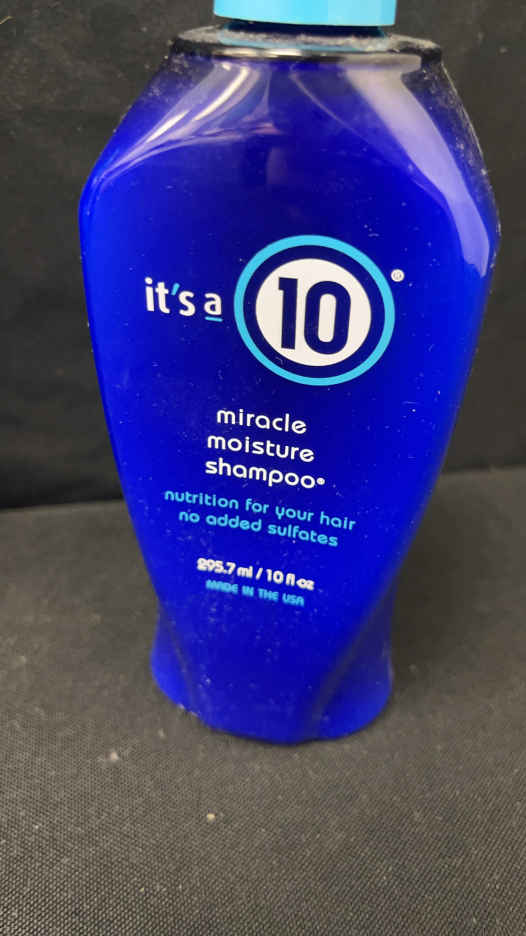 it's a 10®
miracle
moisture
shampoo®
nutrition for your hair
no added sulfates
295.7 ml / 10 fl oz
MADE IN THE USA